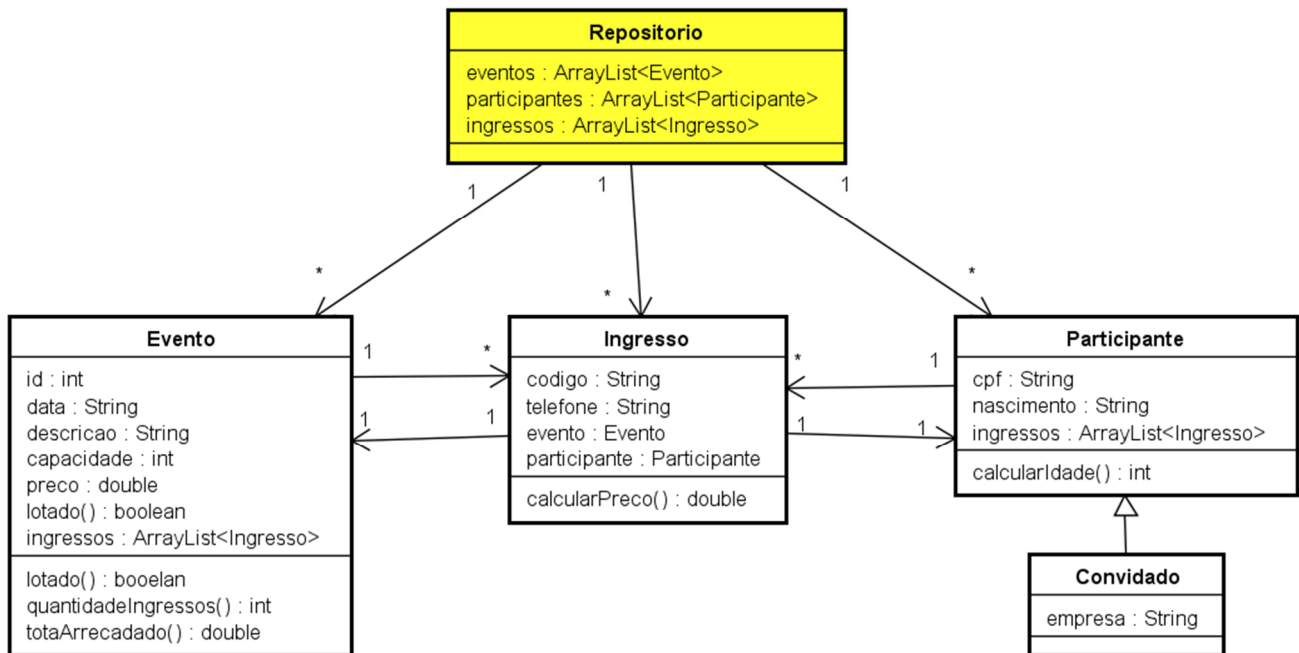 Repositorio
eventos : ArrayList<Evento>
participantes : ArrayList<Participante>
ingressos : ArrayList<Ingresso>
1
1
1
*
*
*
Evento
id : int
data : String
descricao : String
capacidade : int
preco : double
lotado() : boolean
ingressos : ArrayList<Ingresso>
lotado() : booelan
quantidadeIngressos() : int
totaArrecadado() : double
1
*
1
1
Ingresso
codigo : String
telefone : String
evento : Evento
participante : Participante
calcularPreco() : double
*
1
1
1
Participante
cpf : String
nascimento : String
ingressos : ArrayList<Ingresso>
calcularIdade() : int
Convidado
empresa : String